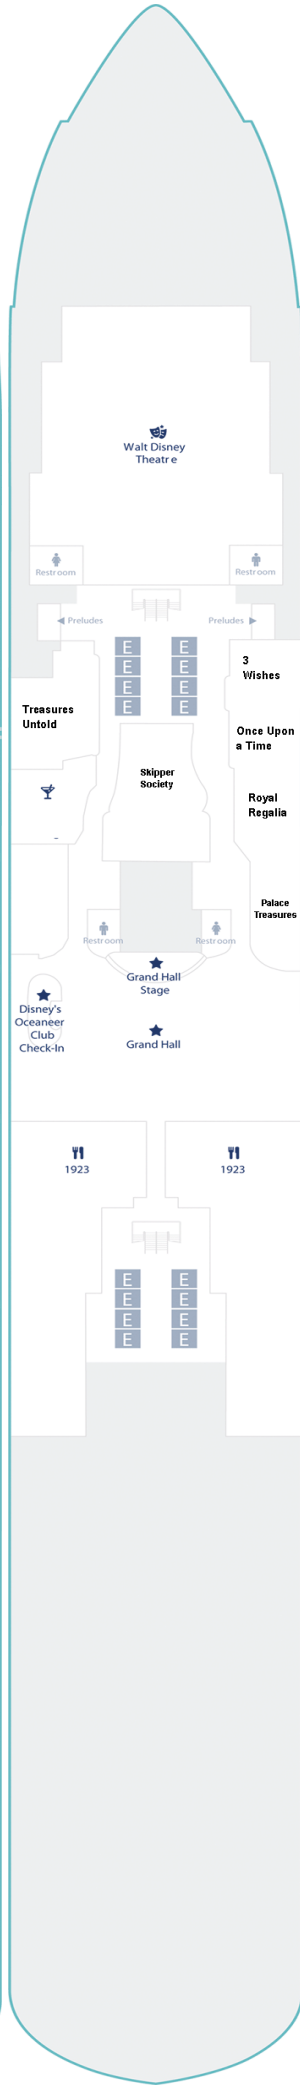 Walt Disney
Theatre
Restroom
Restroom
Preludes
Preludes
E E
E E
E E
E E
3
Wishes
Treasures
Untold
Once Upon
a Time
Skipper
Society
Royal
Regalia
Palace
Treasures
Restroom
Restroom
Grand Hall
Stage
Disney's
Oceaneer
Club
Check-In
Grand Hall
1923
1923
E E
E E
E E
E E